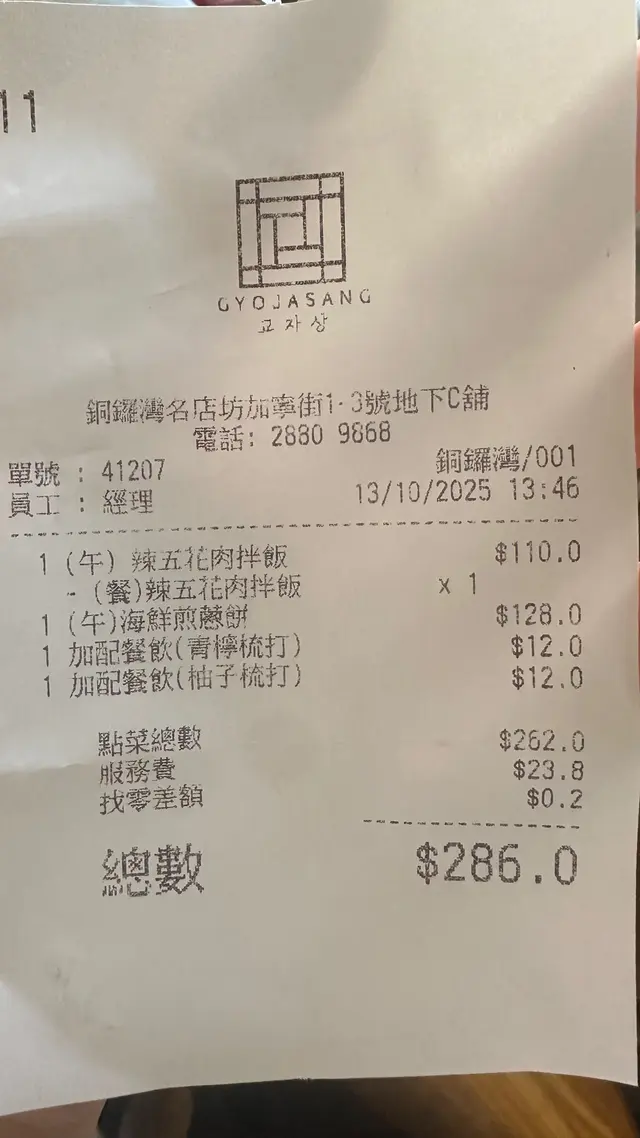 11
GYOJASANG
교자상
銅鑼灣名店坊加寧街1-3號地下C舖
電話: 2880 9868
單號 : 41207 銅鑼灣/001
員工 : 經理 13/10/2025 13:46
1 (午) 辣五花肉拌飯 $110.0
- (餐)辣五花肉拌飯 x 1
1 (午)海鮮煎蔥餅 $128.0
1 加配餐飲(青檸梳打) $12.0
1 加配餐飲(柚子梳打) $12.0
點菜總數 $262.0
服務費 $23.8
找零差額 $0.2
總數 $286.0